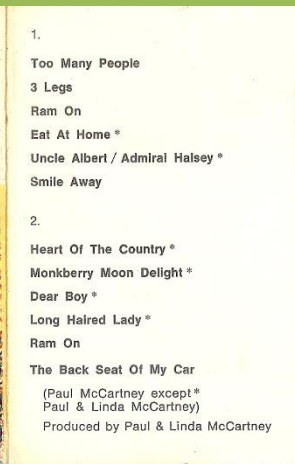 1.
Too Many People
3 Legs
Ram On
Eat At Home *
Uncle Albert / Admiral Halsey *
Smile Away
2.
Heart Of The Country *
Monkberry Moon Delight *
Dear Boy *
Long Haired Lady *
Ram On
The Back Seat Of My Car
(Paul McCartney except *
Paul & Linda McCartney)
Produced by Paul & Linda McCartney